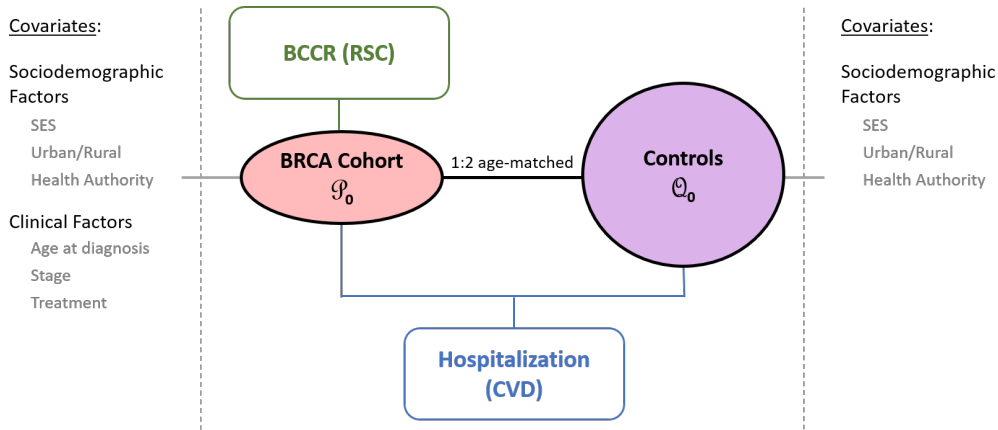 Covariates:
Sociodemographic
Factors
SES
Urban/Rural
Health Authority
Clinical Factors
Age at diagnosis
Stage
Treatment
BCCR (RSC)
BRCA Cohort
𝒫₀
1:2 age-matched
Controls
𝒬₀
Hospitalization
(CVD)
Covariates:
Sociodemographic
Factors
SES
Urban/Rural
Health Authority